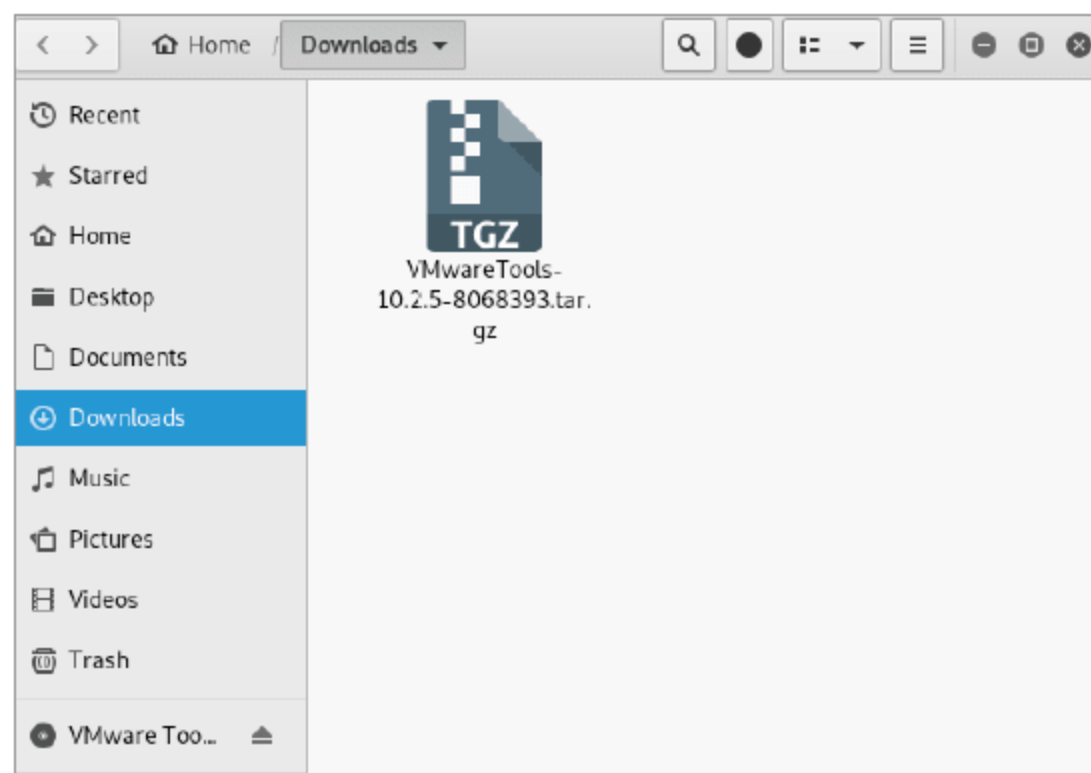 Home / Downloads
Recent
Starred
Home
Desktop
Documents
Downloads
Music
Pictures
Videos
Trash
VMware Too...
TGZ
VMwareTools-
10.2.5-8068393.tar.
gz